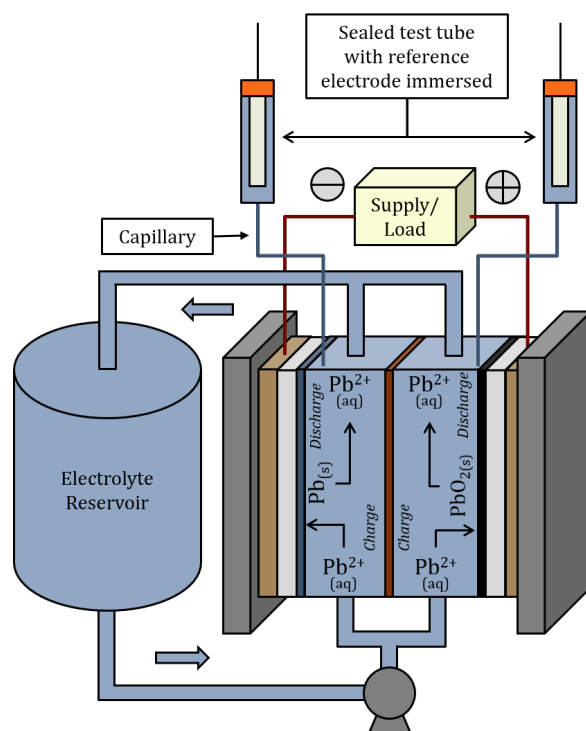 Sealed test tube
with reference
electrode immersed
Supply/
Load
Capillary
Electrolyte
Reservoir
Pb²⁺
(aq)
Discharge
Pb(s)
Charge
Pb²⁺
(aq)
Pb²⁺
(aq)
Discharge
PbO₂(s)
Charge
Pb²⁺
(aq)